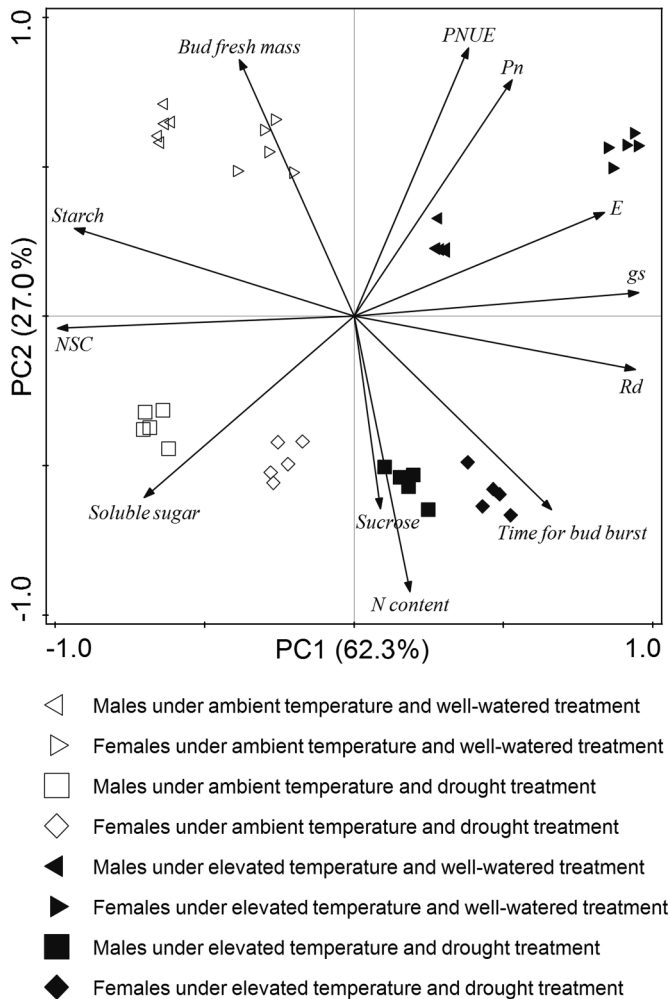 1.0
PNUE
Bud fresh mass
Pn
Starch
E
gs
PC2 (27.0%)
NSC
Rd
Soluble sugar
Sucrose
Time for bud burst
N content
-1.0
-1.0
PC1 (62.3%)
1.0
Males under ambient temperature and well-watered treatment
Females under ambient temperature and well-watered treatment
Males under ambient temperature and drought treatment
Females under ambient temperature and drought treatment
Males under elevated temperature and well-watered treatment
Females under elevated temperature and well-watered treatment
Males under elevated temperature and drought treatment
Females under elevated temperature and drought treatment